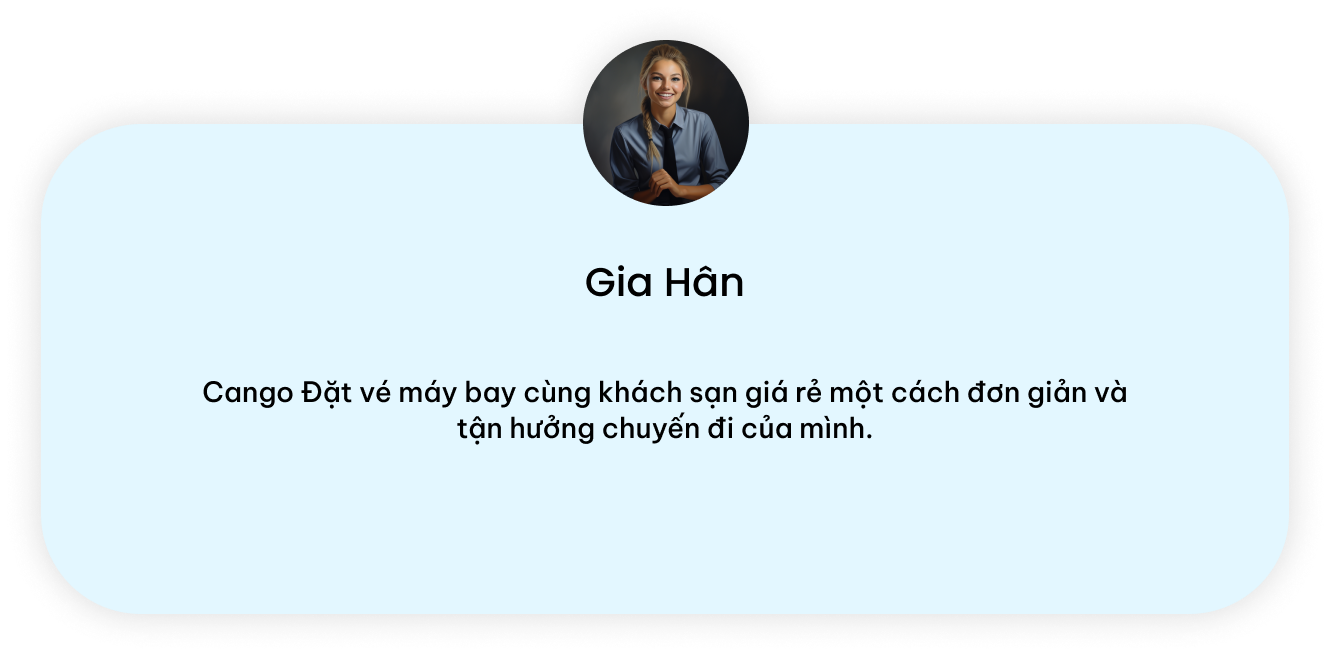 Gia Hân
Cango Đặt vé máy bay cùng khách sạn giá rẻ một cách đơn giản và
tận hưởng chuyến đi của mình.